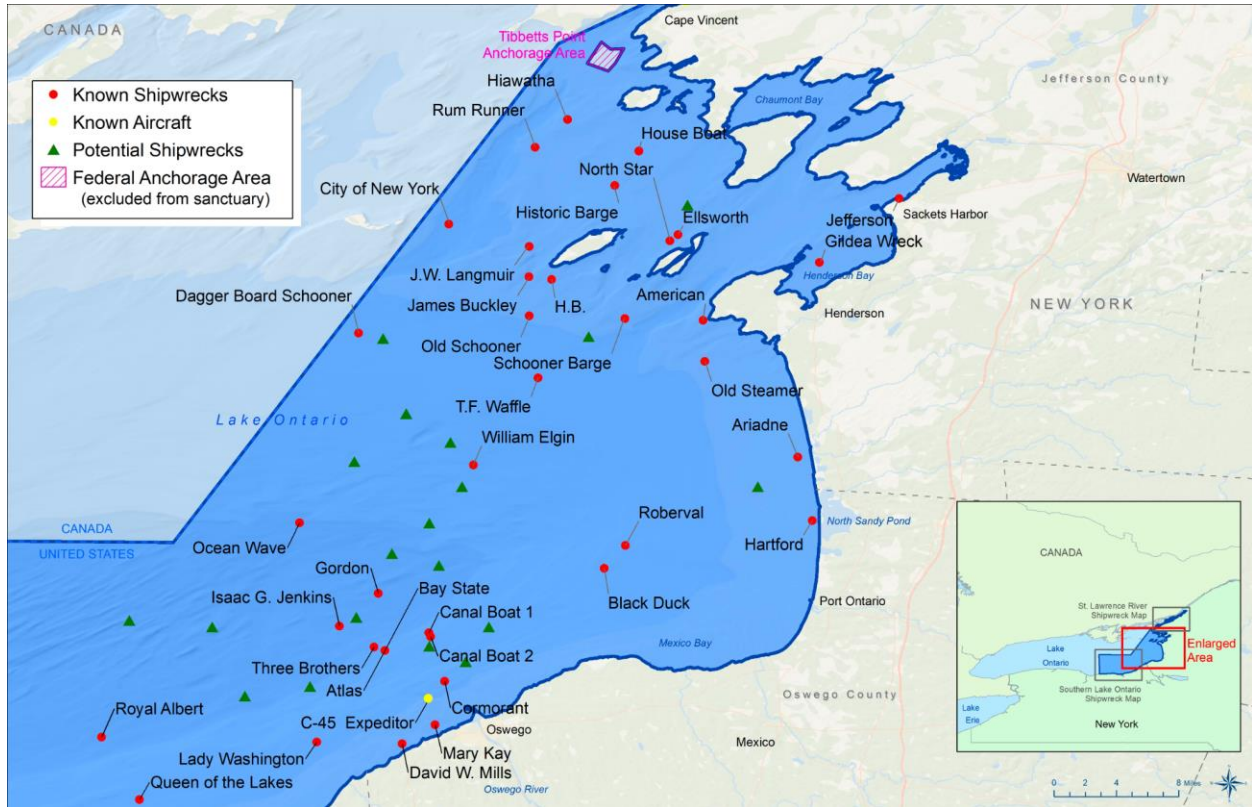 CANADA
Cape Vincent
Tibbetts Point
Anchorage Area
Jefferson County
Known Shipwrecks
Known Aircraft
Potential Shipwrecks
Federal Anchorage Area
(excluded from sanctuary)
Hiawatha
Chaumont Bay
Rum Runner
House Boat
North Star
Watertown
City of New York
Historic Barge
Ellsworth
Jefferson
Sackets Harbor
Gildea Wreck
J.W. Langmuir
Henderson Bay
Dagger Board Schooner
James Buckley
H.B.
American
NEW YORK
Henderson
Old Schooner
Schooner Barge
Old Steamer
T.F. Waffle
Lake Ontario
William Elgin
Ariadne
Roberval
North Sandy Pond
CANADA
UNITED STATES
Ocean Wave
Hartford
Gordon
Bay State
Isaac G. Jenkins
Canal Boat 1
Black Duck
Port Ontario
Canal Boat 2
Mexico Bay
Three Brothers
Atlas
Oswego County
Royal Albert
C-45 Expeditor
Cormorant
Oswego
Mexico
Lady Washington
Mary Kay
Queen of the Lakes
David W. Mills
Oswego River
CANADA
St. Lawrence River
Shipwreck Map
Enlarged
Area
Lake
Ontario
Southern Lake Ontario
Shipwreck Map
Lake
Erie
New York
0 2 4 8 Miles